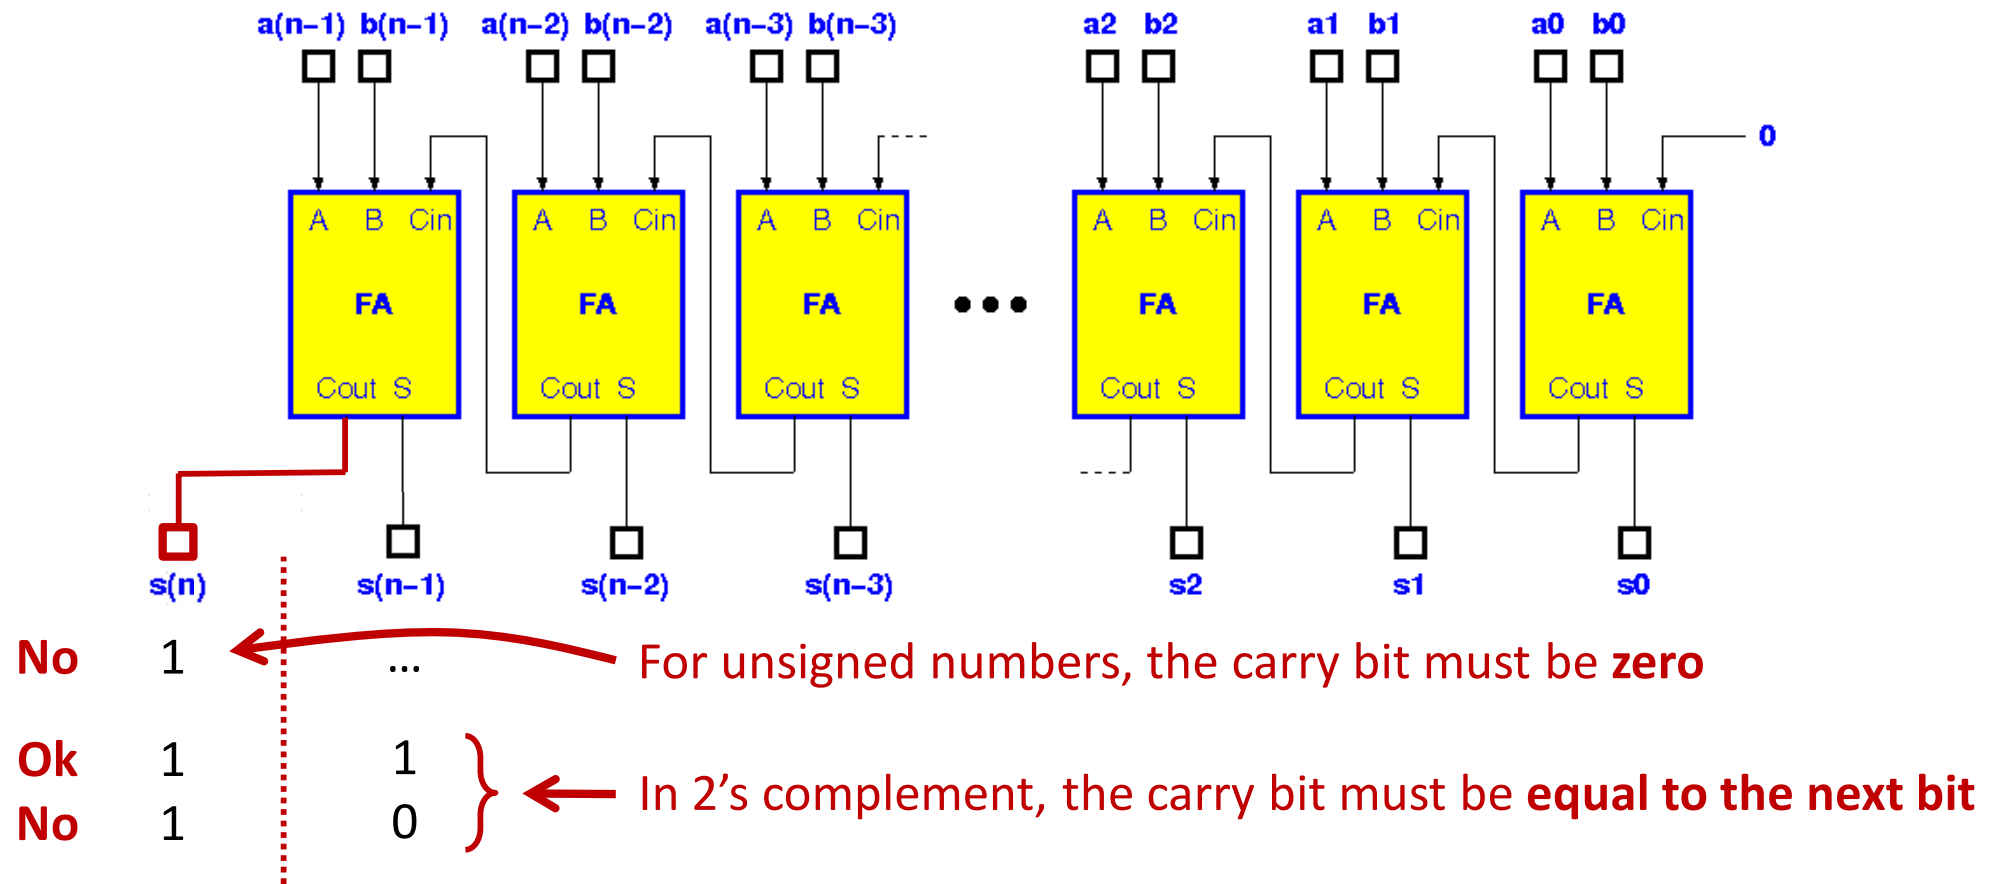 a(n−1) b(n−1) a(n−2) b(n−2) a(n−3) b(n−3) a2 b2 a1 b1 a0 b0
0
A B Cin A B Cin A B Cin A B Cin A B Cin A B Cin
FA FA FA ••• FA FA FA
Cout S Cout S Cout S Cout S Cout S Cout S
s(n) s(n−1) s(n−2) s(n−3) s2 s1 s0
No 1 ... For unsigned numbers, the carry bit must be zero
Ok 1 1
In 2’s complement, the carry bit must be equal to the next bit
No 1 0